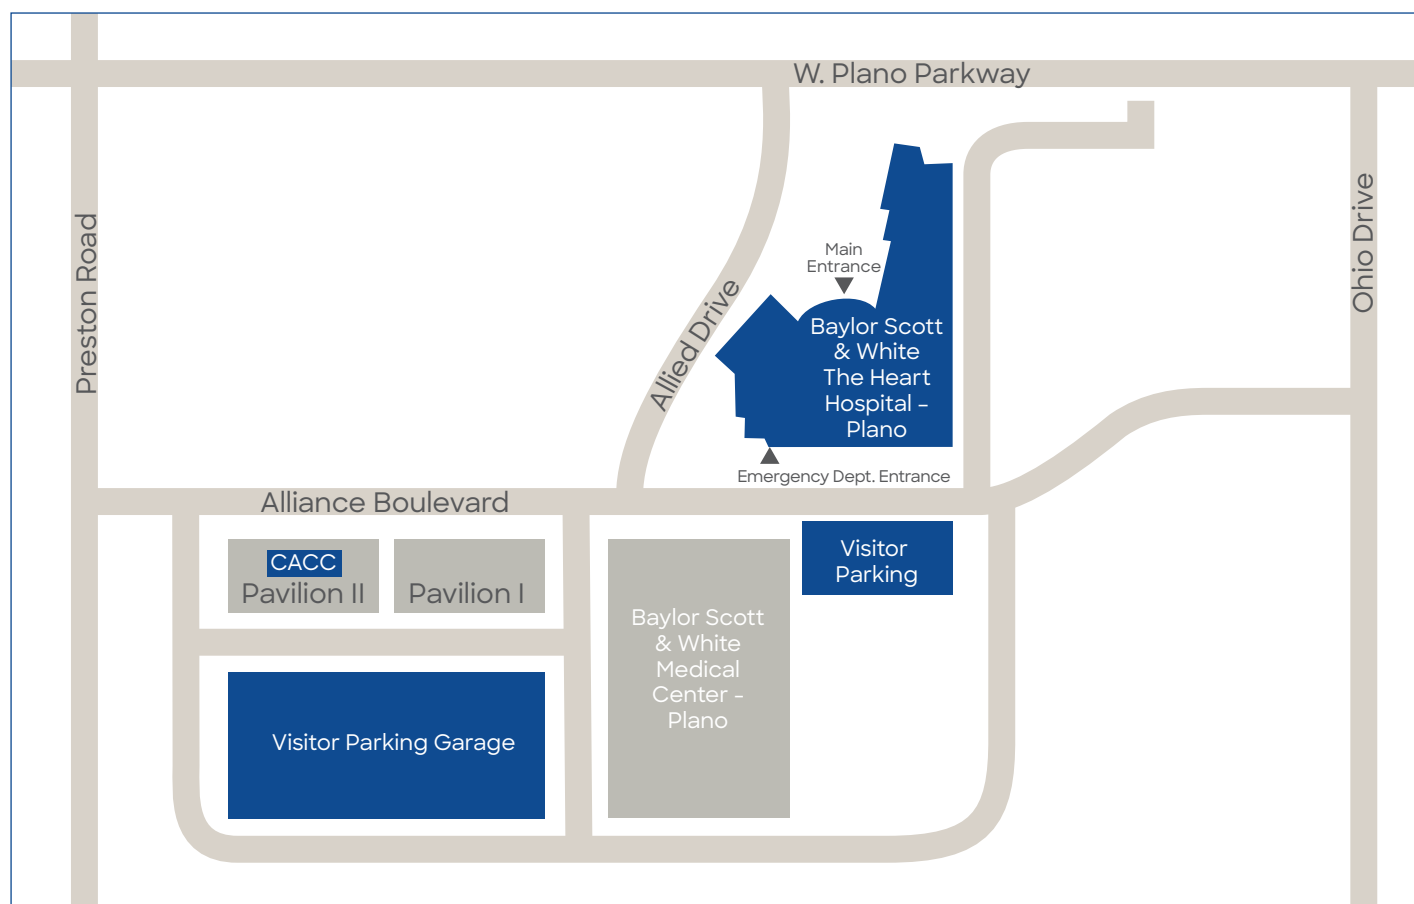 W. Plano Parkway
Preston Road
Ohio Drive
Allied Drive
Main
Entrance
Baylor Scott
& White
The Heart
Hospital –
Plano
Emergency Dept. Entrance
Alliance Boulevard
CACC
Pavilion II
Pavilion I
Visitor
Parking
Baylor Scott
& White
Medical
Center –
Plano
Visitor Parking Garage